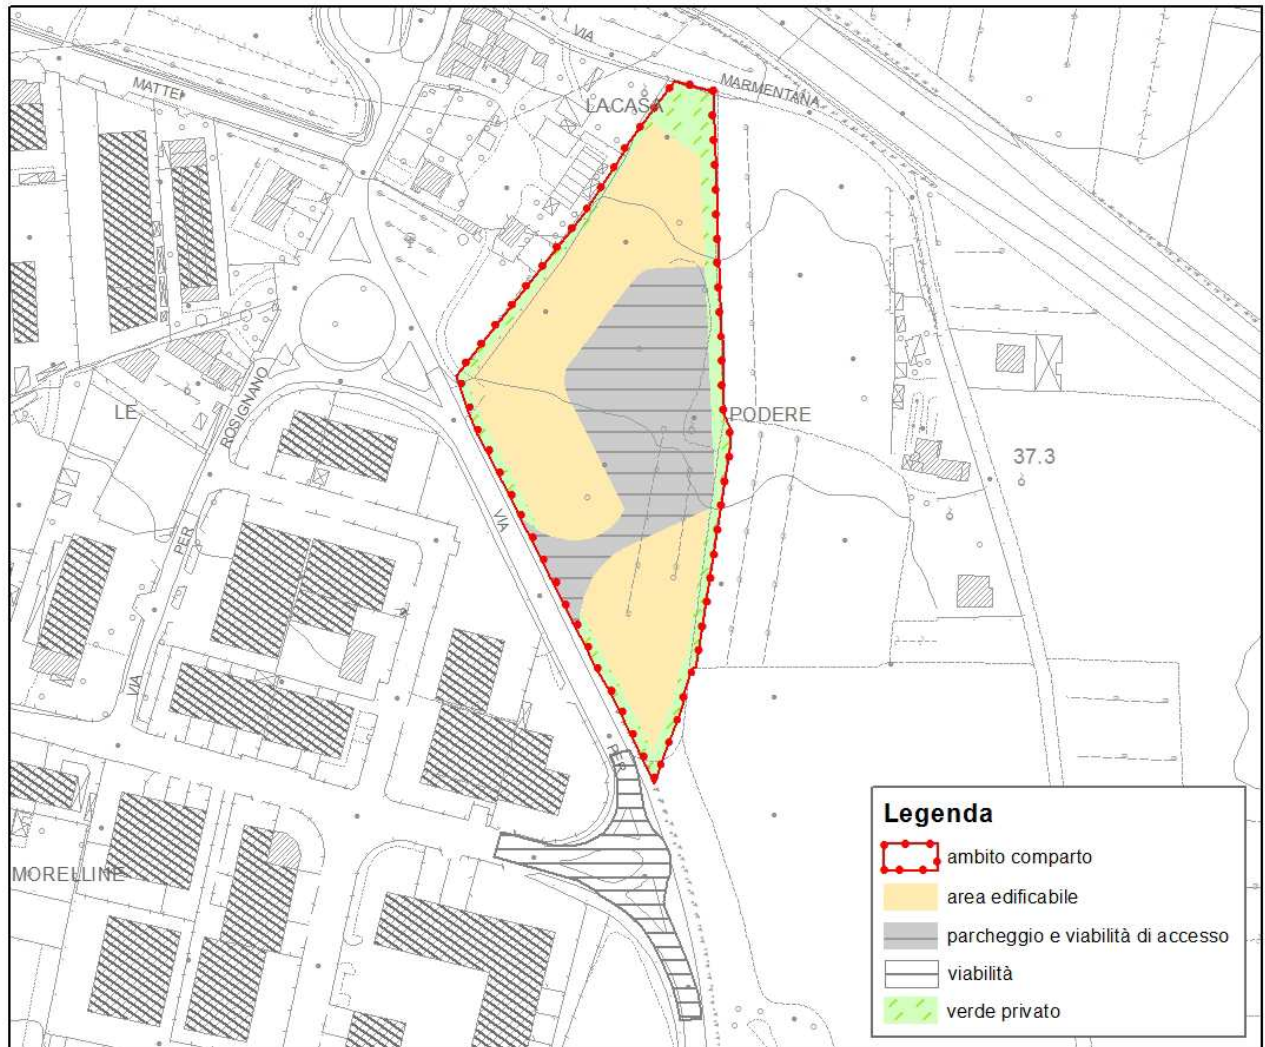 VIA
MATTEI
MARMENTANA
LACASA
LE
ROSIGNANO
PER
VIA
VIA
PER
PODERE
37.3
MORELLINE
Legenda
ambito comparto
area edificabile
parcheggio e viabilità di accesso
viabilità
verde privato